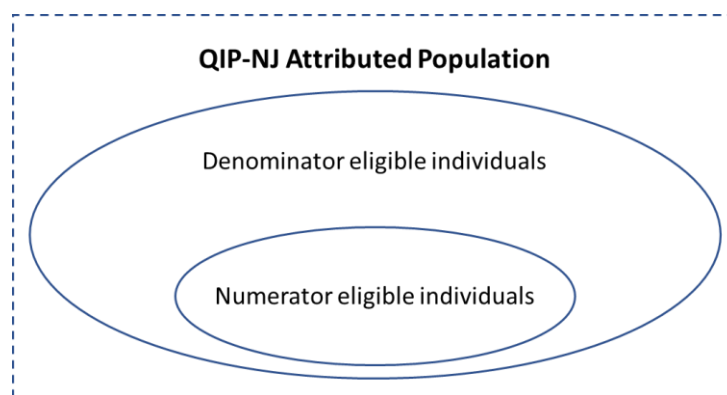 QIP-NJ Attributed Population
Denominator eligible individuals
Numerator eligible individuals